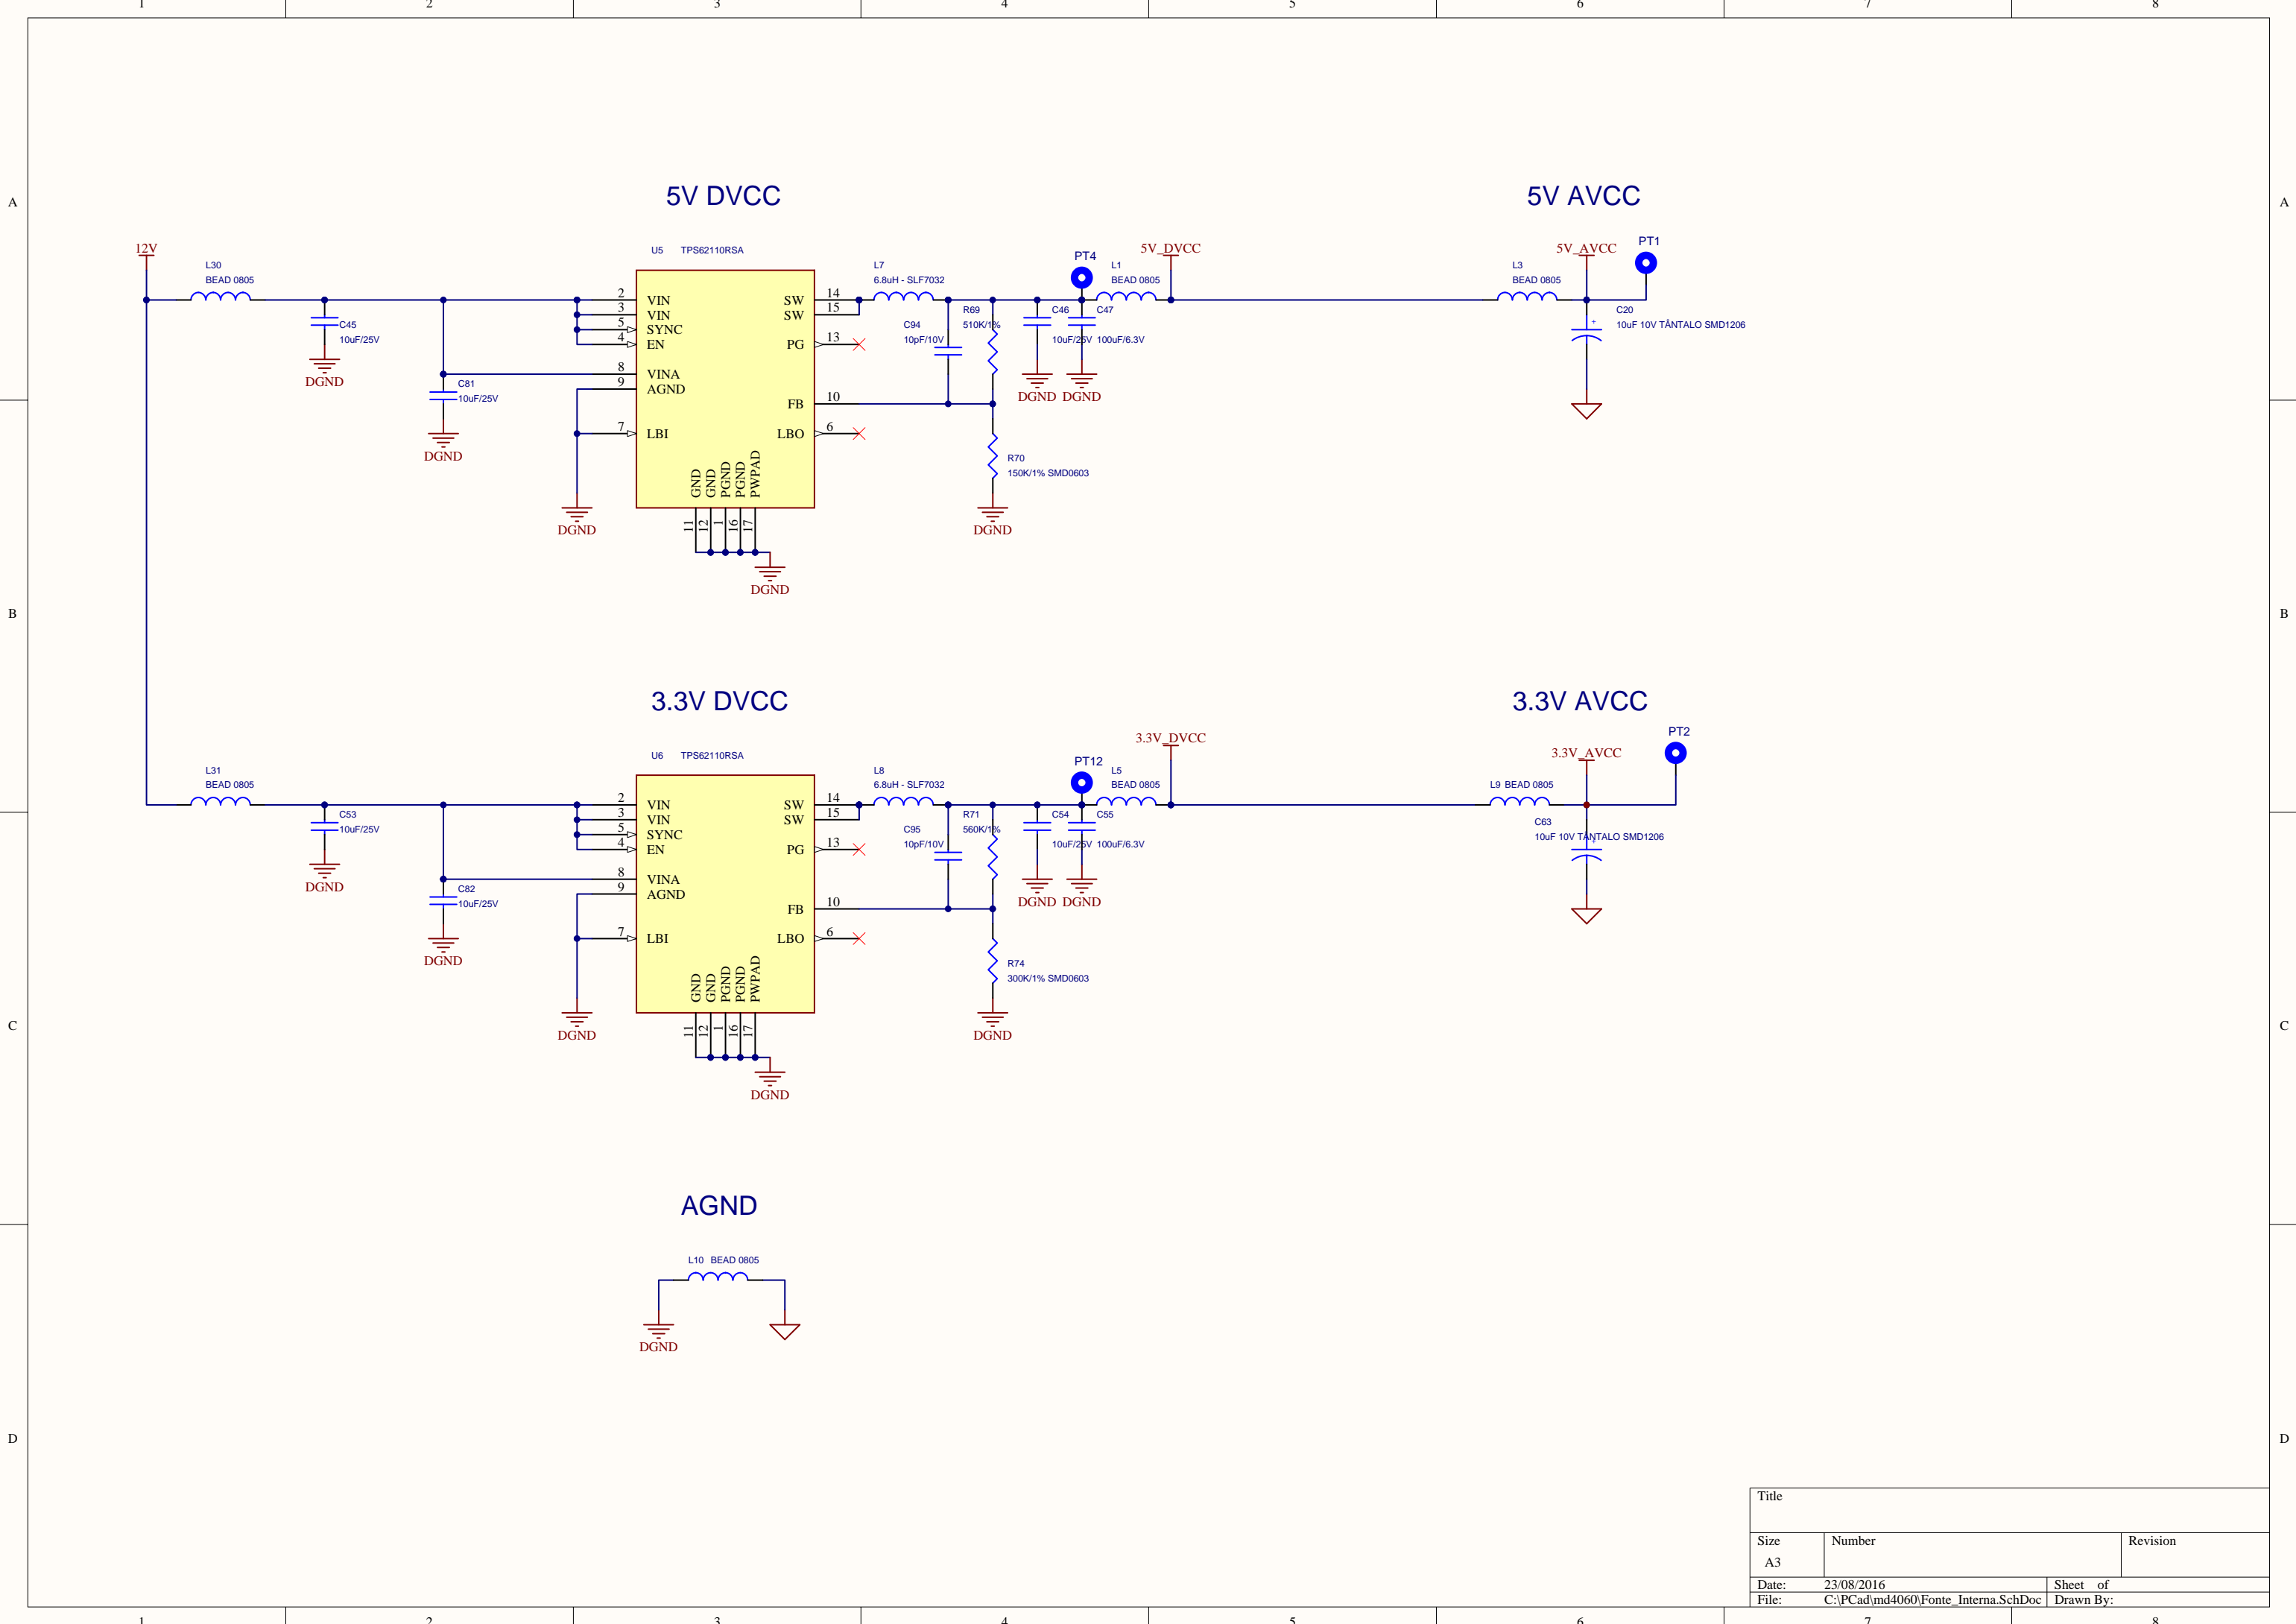 1 2 3 4 5 6 7 8
A A
5V DVCC
5V AVCC
12V
L30
BEAD 0805
C45
10uF/25V
DGND
C81
10uF/25V
DGND
U5 TPS62110RSA
2 VIN
3 VIN
5 SYNC
4 EN
8 VINA
9 AGND
7 LBI
DGND
SW 14
SW 15
PG 13
FB 10
LBO 6
GND GND PGND PGND PWPAD
11 12 1 16 17
DGND
L7
6.8uH - SLF7032
C94
10pF/10V
R69
510K/1%
R70
150K/1% SMD0603
DGND
C46
10uF/25V
DGND
PT4
C47
100uF/6.3V
DGND
L1
BEAD 0805
5V_DVCC
L3
BEAD 0805
5V_AVCC
PT1
C20
+
10uF 10V TÂNTALO SMD1206
B B
3.3V DVCC
3.3V AVCC
L31
BEAD 0805
C53
10uF/25V
DGND
C82
10uF/25V
DGND
U6 TPS62110RSA
2 VIN
3 VIN
5 SYNC
4 EN
8 VINA
9 AGND
7 LBI
DGND
SW 14
SW 15
PG 13
FB 10
LBO 6
GND GND PGND PGND PWPAD
11 12 1 16 17
DGND
L8
6.8uH - SLF7032
C95
10pF/10V
R71
560K/1%
R74
300K/1% SMD0603
DGND
C54
10uF/25V
DGND
PT12
C55
100uF/6.3V
DGND
L5
BEAD 0805
3.3V_DVCC
L9 BEAD 0805
3.3V_AVCC
PT2
C63
10uF 10V TÂNTALO SMD1206
C C
AGND
L10 BEAD 0805
DGND
D D
Title
Size
A3
Number
Revision
Date: 23/08/2016
Sheet of
File: C:\PCad\md4060\Fonte_Interna.SchDoc
Drawn By:
1 2 3 4 5 6 7 8